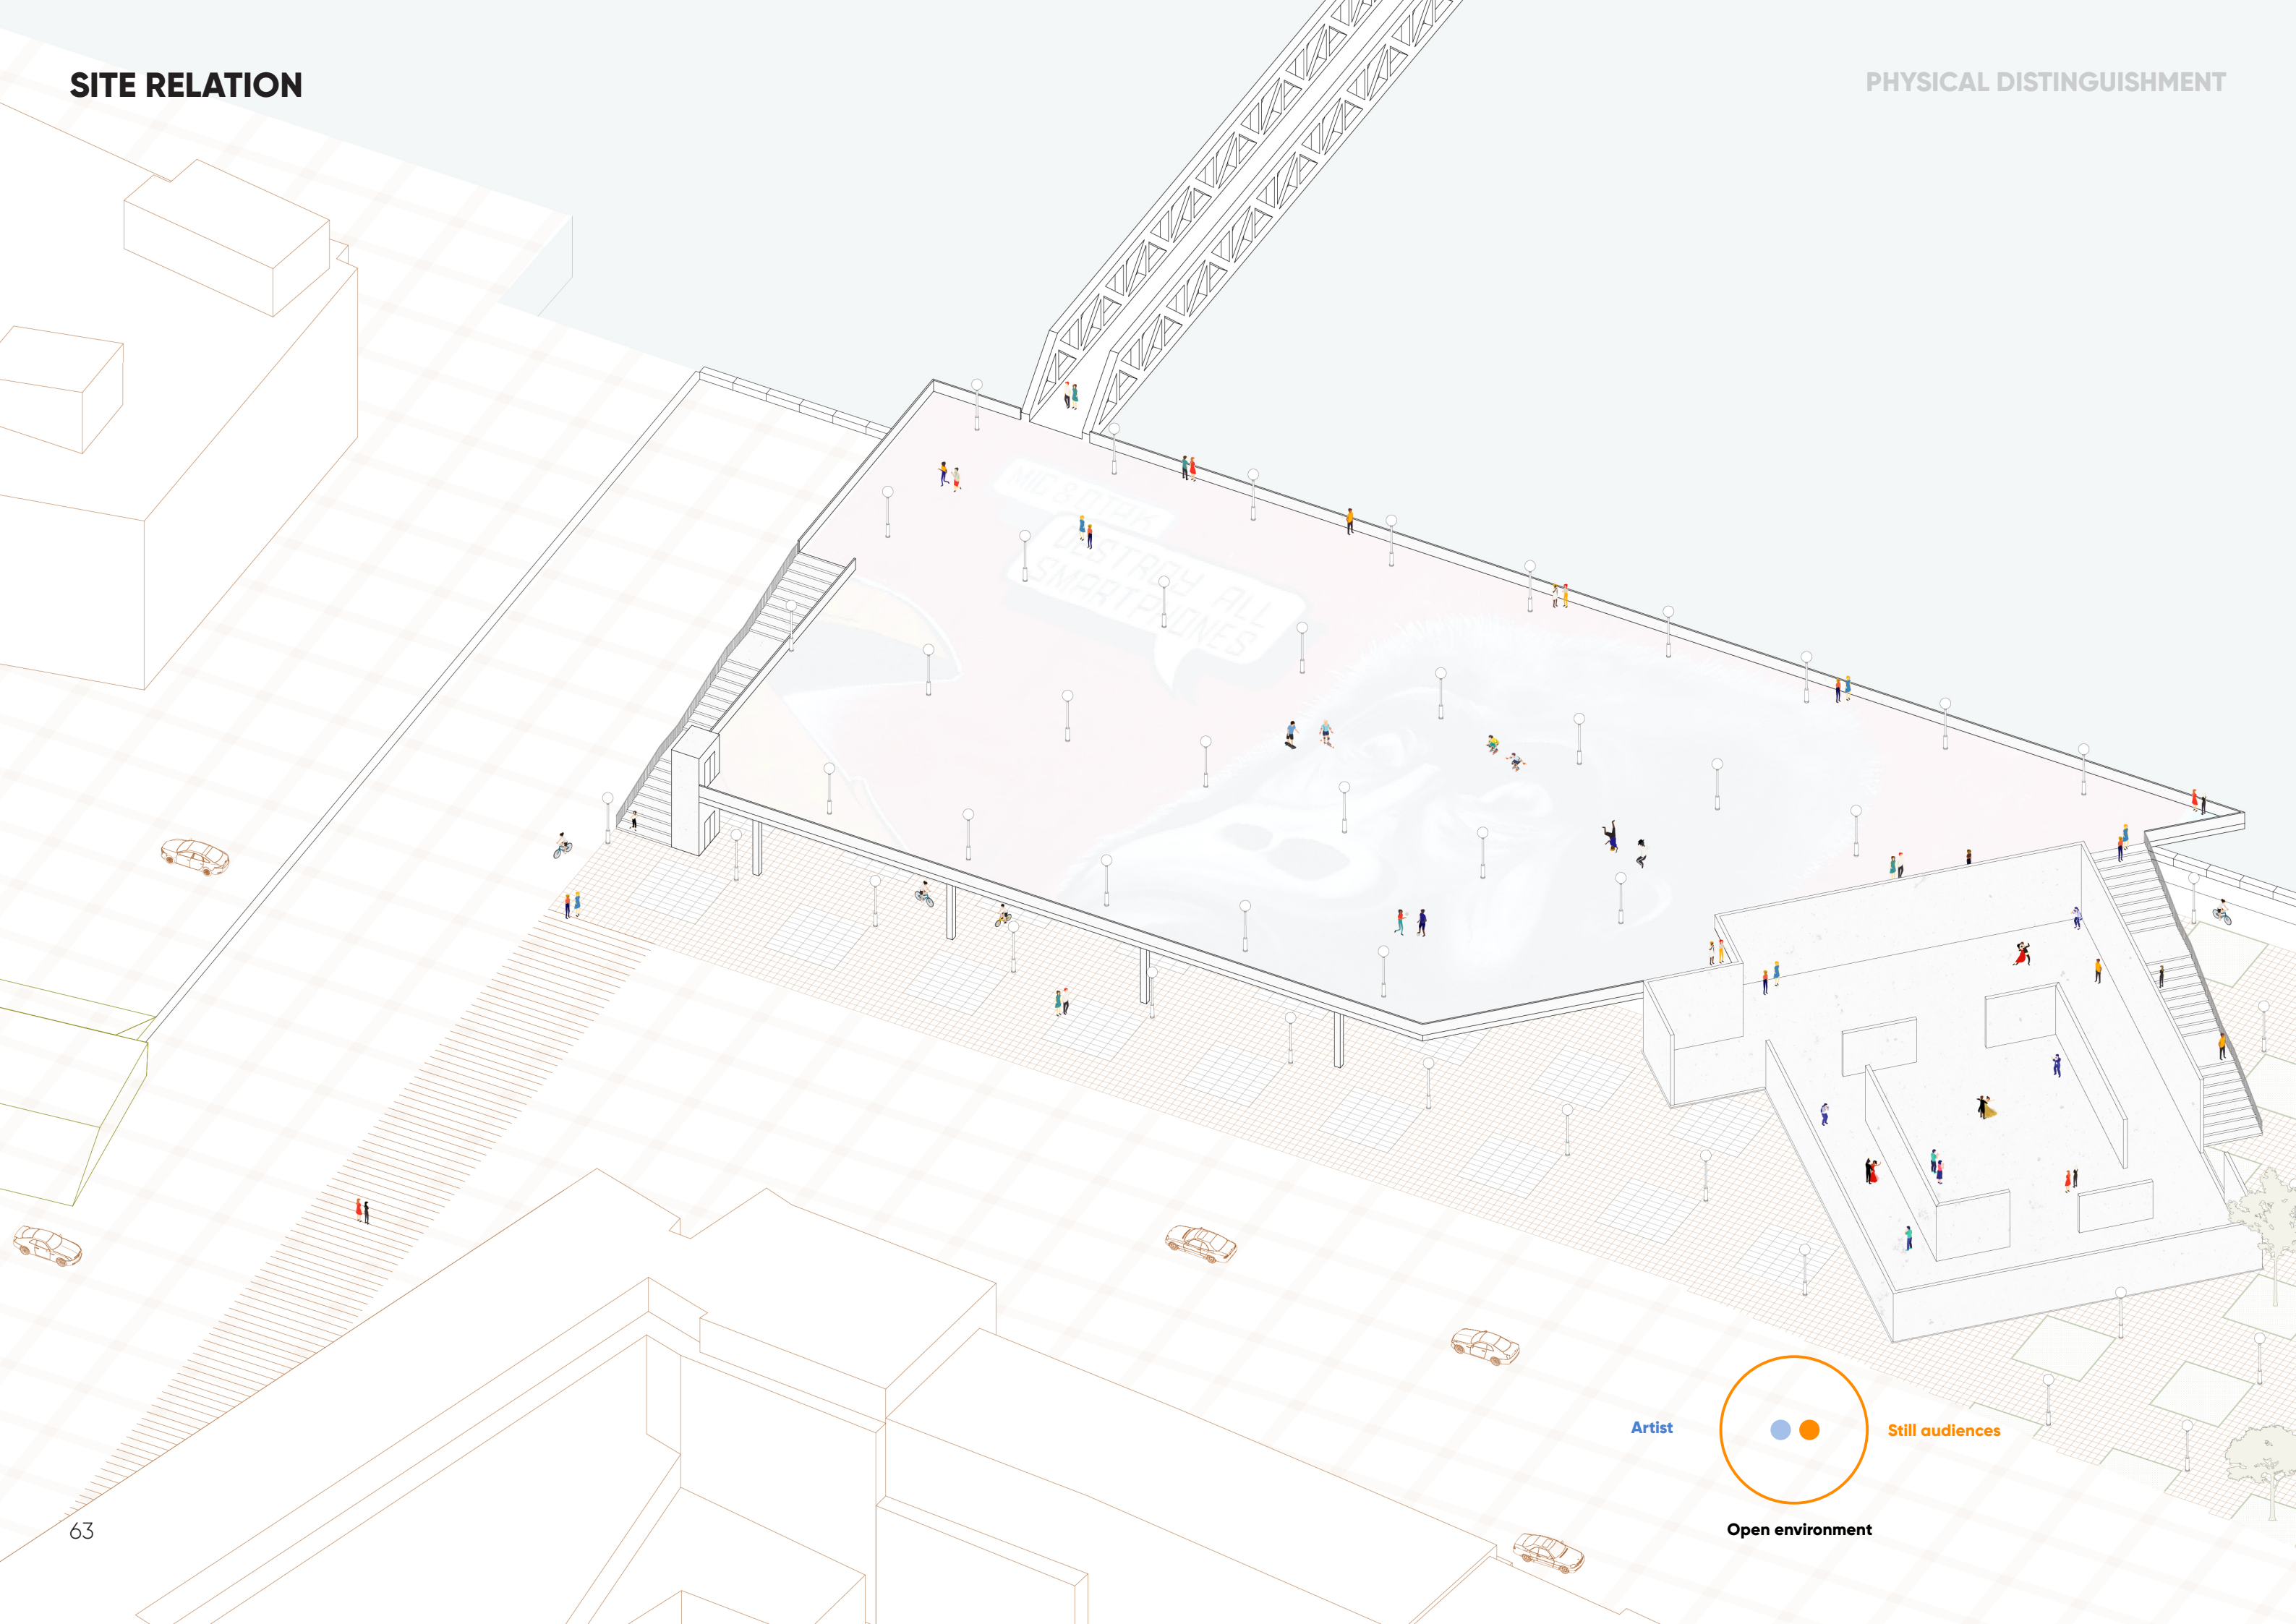 SITE RELATION
PHYSICAL DISTINGUISHMENT
DESTROY ALL
SMARTPHONES
Artist
Still audiences
Open environment
63